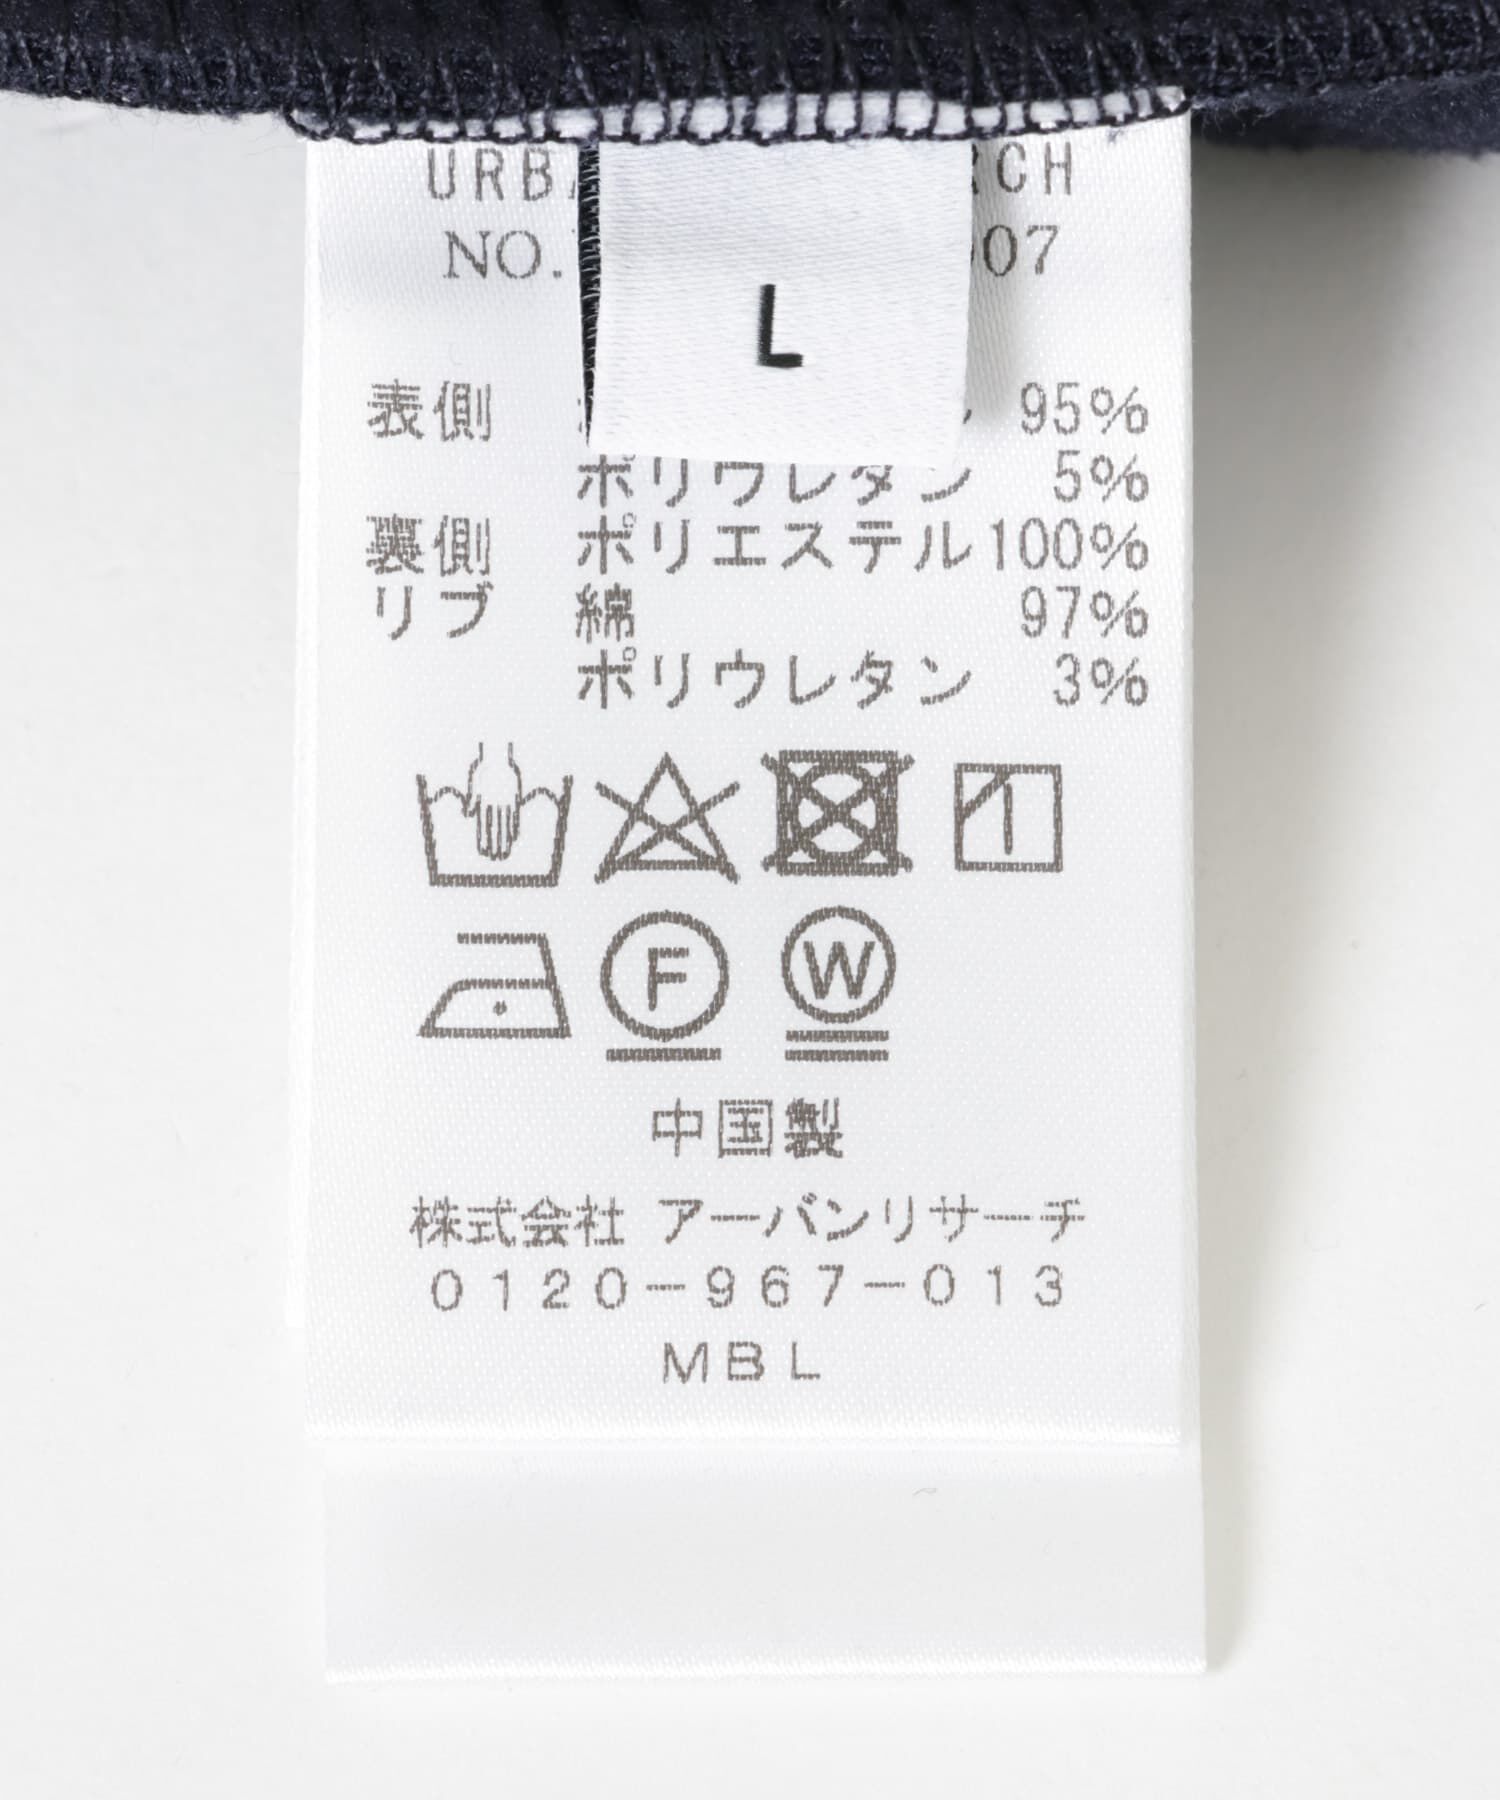 URB RCH
NO. 07
L
表側 95%
ポリウレタン 5%
裏側 ポリエステル100%
リブ 綿 97%
ポリウレタン 3%
F
W
中国製
株式会社 アーバンリサーチ
0120-967-013
MBL